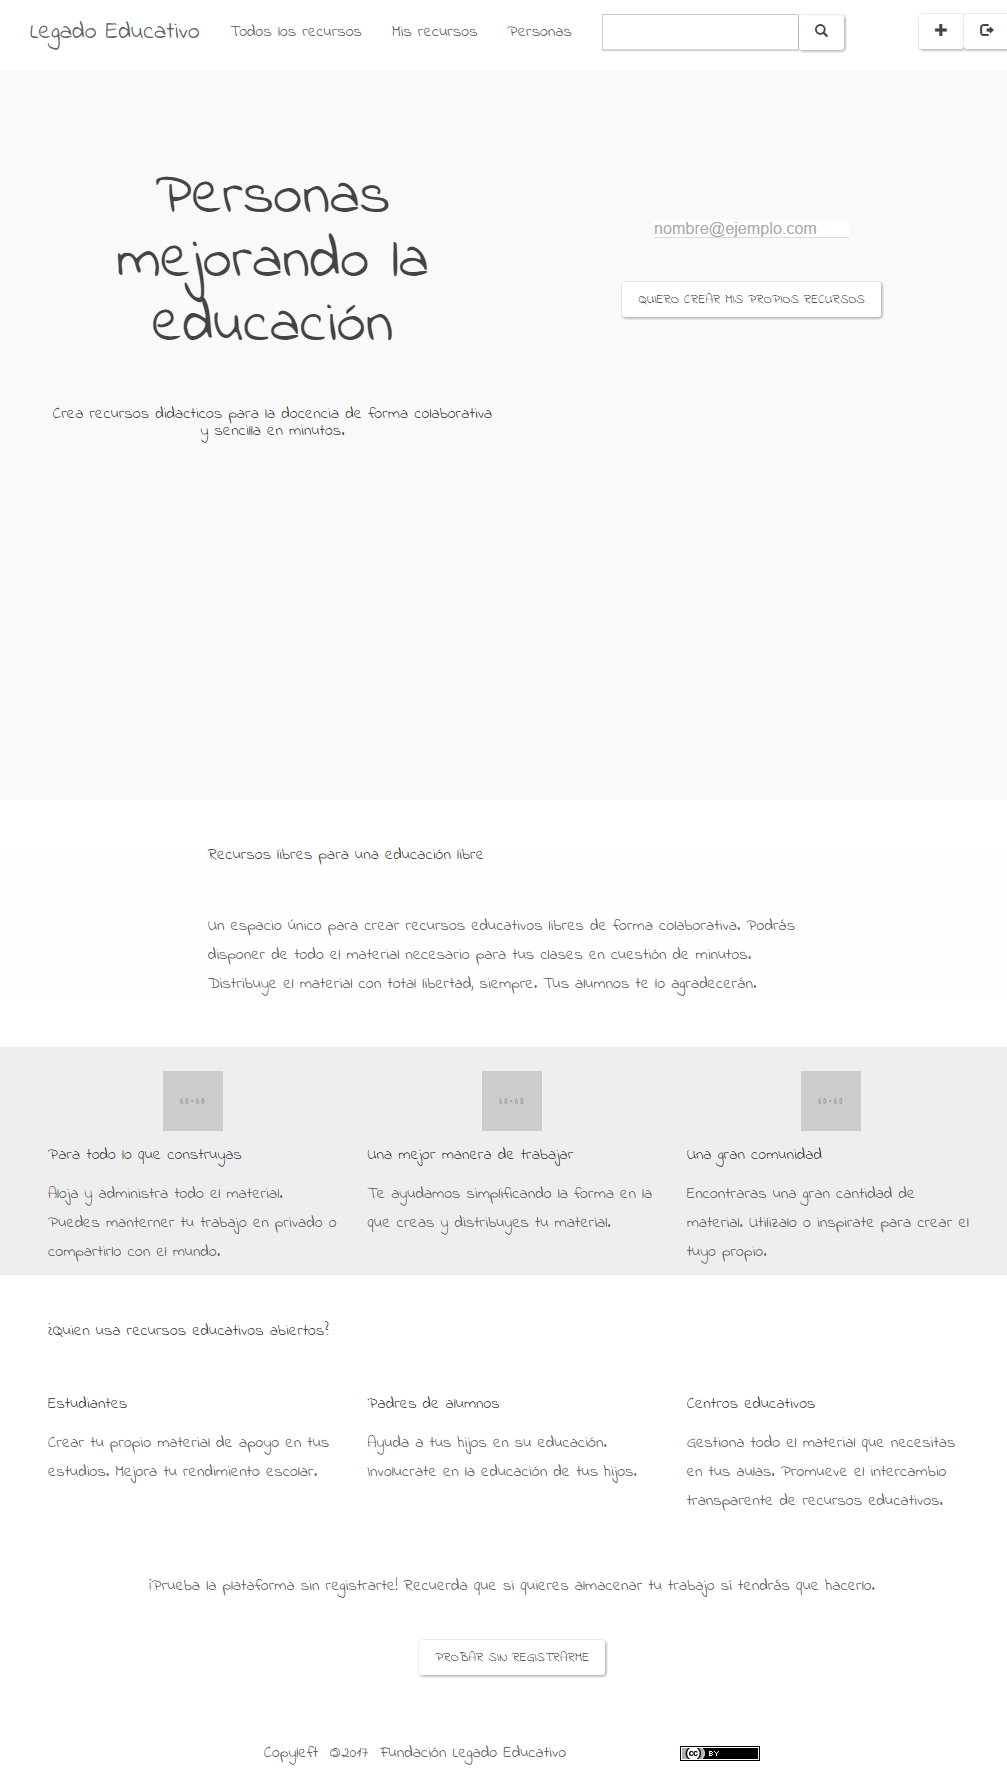 Legado Educativo Todos los recursos Mis recursos Personas
Personas
mejorando la
educación
nombre@ejemplo.com
QUIERO CREAR MIS PROPIOS RECURSOS
Crea recursos didacticos para la docencia de forma colaborativa
y sencilla en minutos.
Recursos libres para una educación libre
Un espacio único para crear recursos educativos libres de forma colaborativa. Podrás
disponer de todo el material necesario para tus clases en cuestión de minutos.
Distribuye el material con total libertad, siempre. Tus alumnos te lo agradecerán.
60×60
Para todo lo que construyas
Aloja y administra todo el material.
Puedes manterner tu trabajo en privado o
compartirlo con el mundo.
60×60
Una mejor manera de trabajar
Te ayudamos simplificando la forma en la
que creas y distribuyes tu material.
60×60
Una gran comunidad
Encontraras una gran cantidad de
material. Utilizalo o inspirate para crear el
tuyo propio.
¿Quien usa recursos educativos abiertos?
Estudiantes
Crear tu propio material de apoyo en tus
estudios. Mejora tu rendimiento escolar.
Padres de alumnos
Ayuda a tus hijos en su educación.
Involucrate en la educación de tus hijos.
Centros educativos
Gestiona todo el material que necesitas
en tus aulas. Promueve el intercambio
transparente de recursos educativos.
¡Prueba la plataforma sin registrarte! Recuerda que si quieres almacenar tu trabajo sí tendrás que hacerlo.
PROBAR SIN REGISTRARME
Copyleft ©2017 Fundación Legado Educativo
(cc) BY